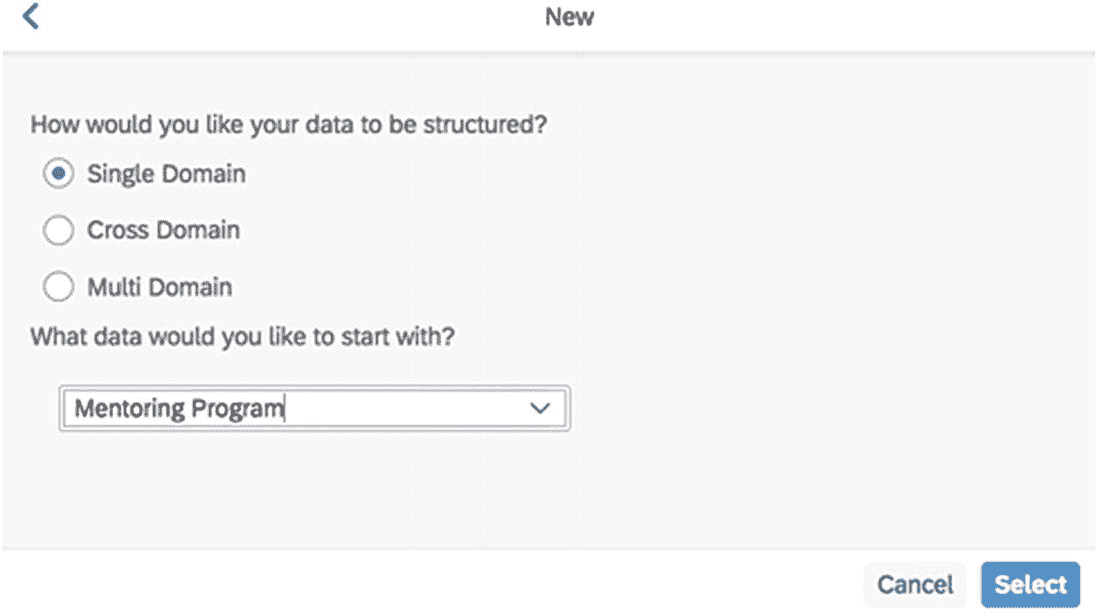 New
How would you like your data to be structured?
Single Domain
Cross Domain
Multi Domain
What data would you like to start with?
Mentoring Program
Cancel
Select